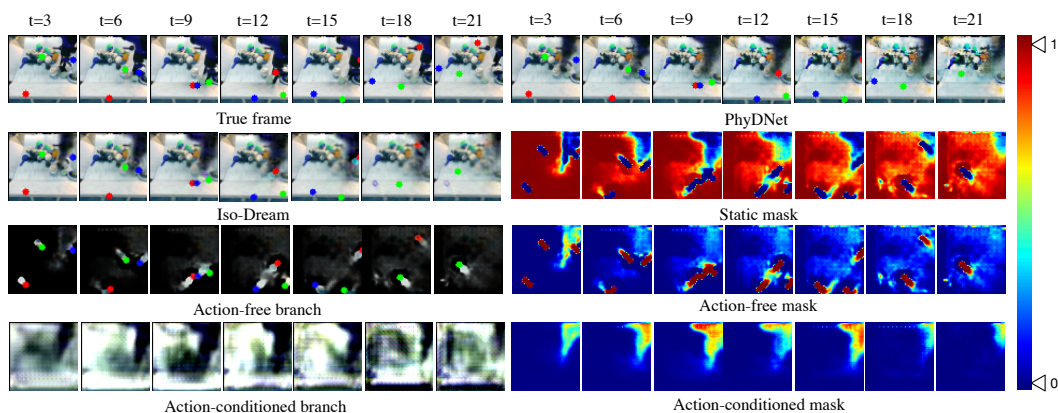 t=3 t=6 t=9 t=12 t=15 t=18 t=21 t=3 t=6 t=9 t=12 t=15 t=18 t=21
1
True frame PhyDNet
Iso-Dream Static mask
Action-free branch Action-free mask
0
Action-conditioned branch Action-conditioned mask